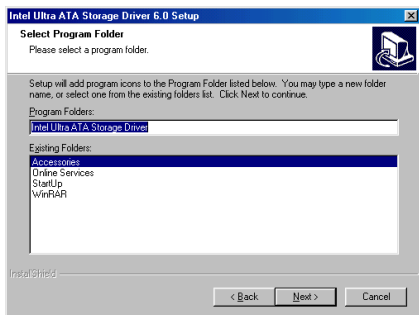 Intel Ultra ATA Storage Driver 6.0 Setup
Select Program Folder
Please select a program folder.
Setup will add program icons to the Program Folder listed below. You may type a new folder
name, or select one from the existing folders list. Click Next to continue.
Program Folders:
Intel Ultra ATA Storage Driver
Existing Folders:
Accessories
Online Services
StartUp
WinRAR
InstallShield
< Back
Next >
Cancel